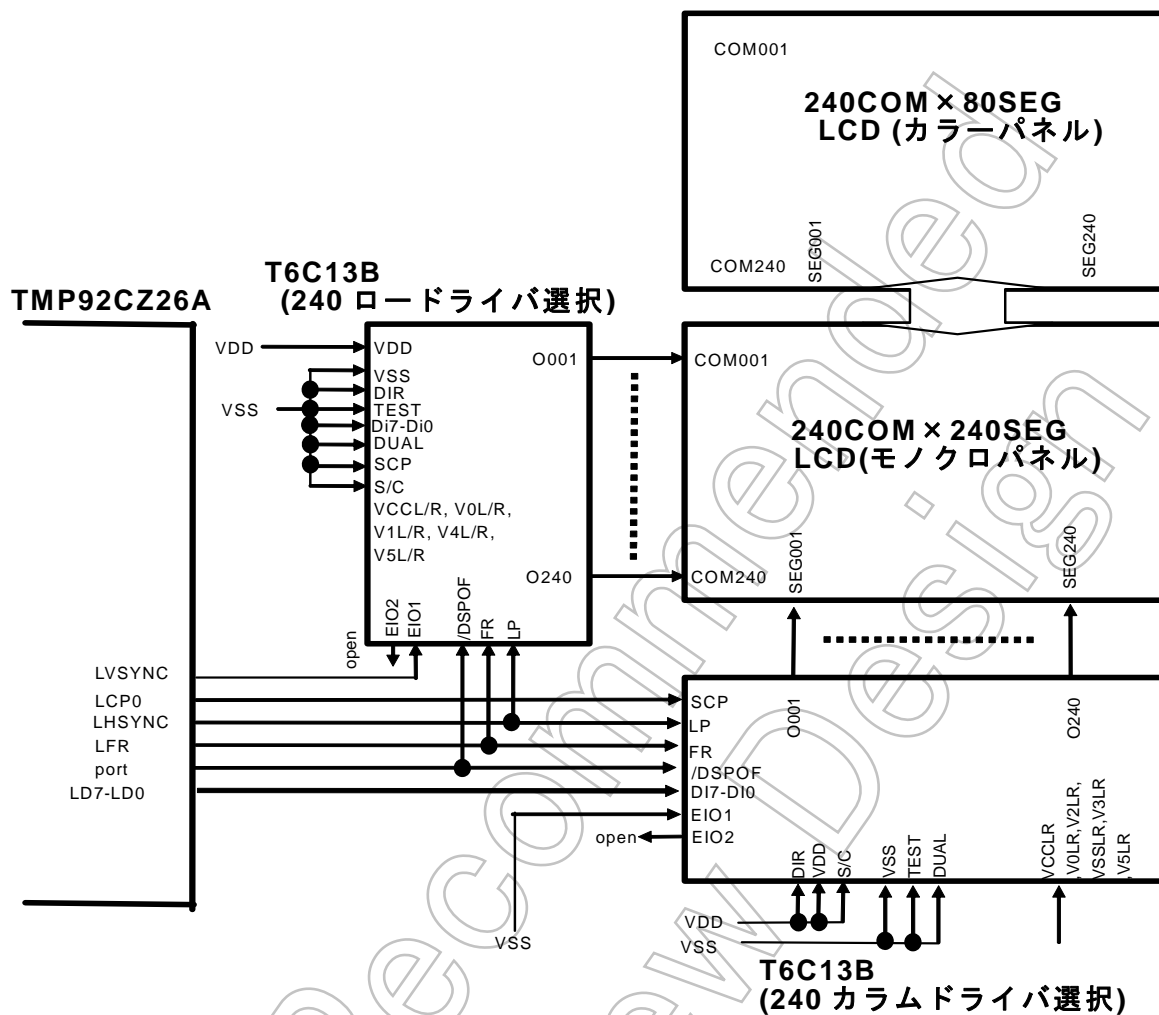 COM001
240COM × 80SEG
LCD (カラーパネル)
COM240
SEG001
SEG240
TMP92CZ26A
T6C13B
(240 ロードライバ選択)
VDD
VDD
VSS
DIR
VSS
TEST
Di7-Di0
DUAL
SCP
S/C
VCCL/R, V0L/R,
V1L/R, V4L/R,
V5L/R
O001
O240
open
EIO2
EIO1
/DSPOF
FR
LP
COM001
240COM × 240SEG
LCD(モノクロパネル)
COM240
SEG001
SEG240
LVSYNC
LCP0
LHSYNC
LFR
port
LD7-LD0
SCP
LP
FR
/DSPOF
DI7-DI0
EIO1
open
EIO2
O001
O240
DIR
VDD
S/C
VSS
TEST
DUAL
VCCLR
,V0LR,V2LR,
VSSLR,V3LR
,V5LR
VSS
VDD
VSS
T6C13B
(240 カラムドライバ選択)
Recommended
New Design